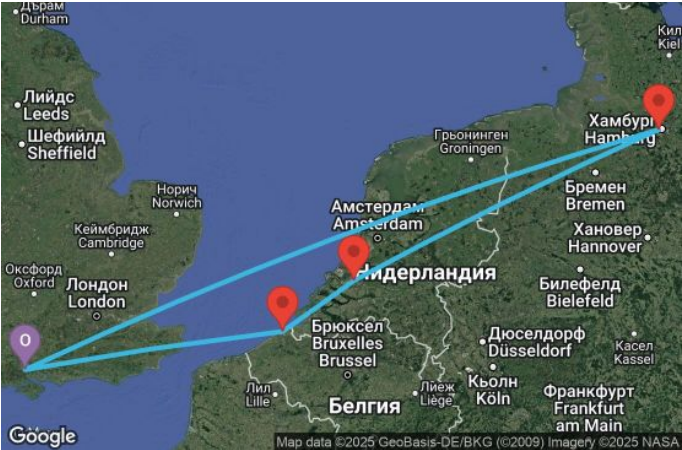 Дърам
Durham
Кил
Kiel
Лийдс
Leeds
Шефийлд
Sheffield
Хамбург
Hamburg
Грьонинген
Groningen
Бремен
Bremen
Норич
Norwich
Амстердам
Amsterdam
Кеймбридж
Cambridge
Хановер
Hannover
Оксфорд
Oxford
Лондон
London
Нидерландия
Билефелд
Bielefeld
O
Брюксел
Bruxelles
Brussel
Дюселдорф
Düsseldorf
Касел
Kassel
Лил
Lille
Лиеж
Liège
Кьолн
Köln
Франкфурт
Frankfurt
am Main
Белгия
Google
Map data ©2025 GeoBasis-DE/BKG (©2009) Imagery ©2025 NASA